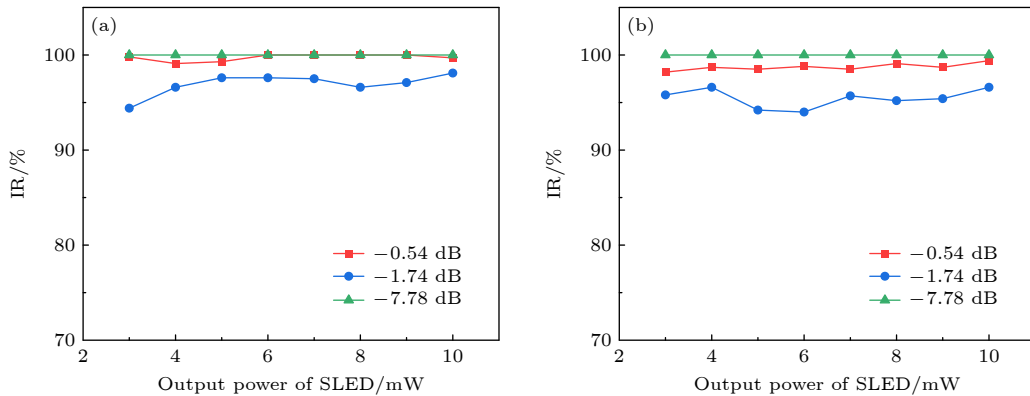 (a)
IR/%
100
90
80
70
2
4
6
8
10
−0.54 dB
−1.74 dB
−7.78 dB
Output power of SLED/mW
(b)
IR/%
100
90
80
70
2
4
6
8
10
−0.54 dB
−1.74 dB
−7.78 dB
Output power of SLED/mW